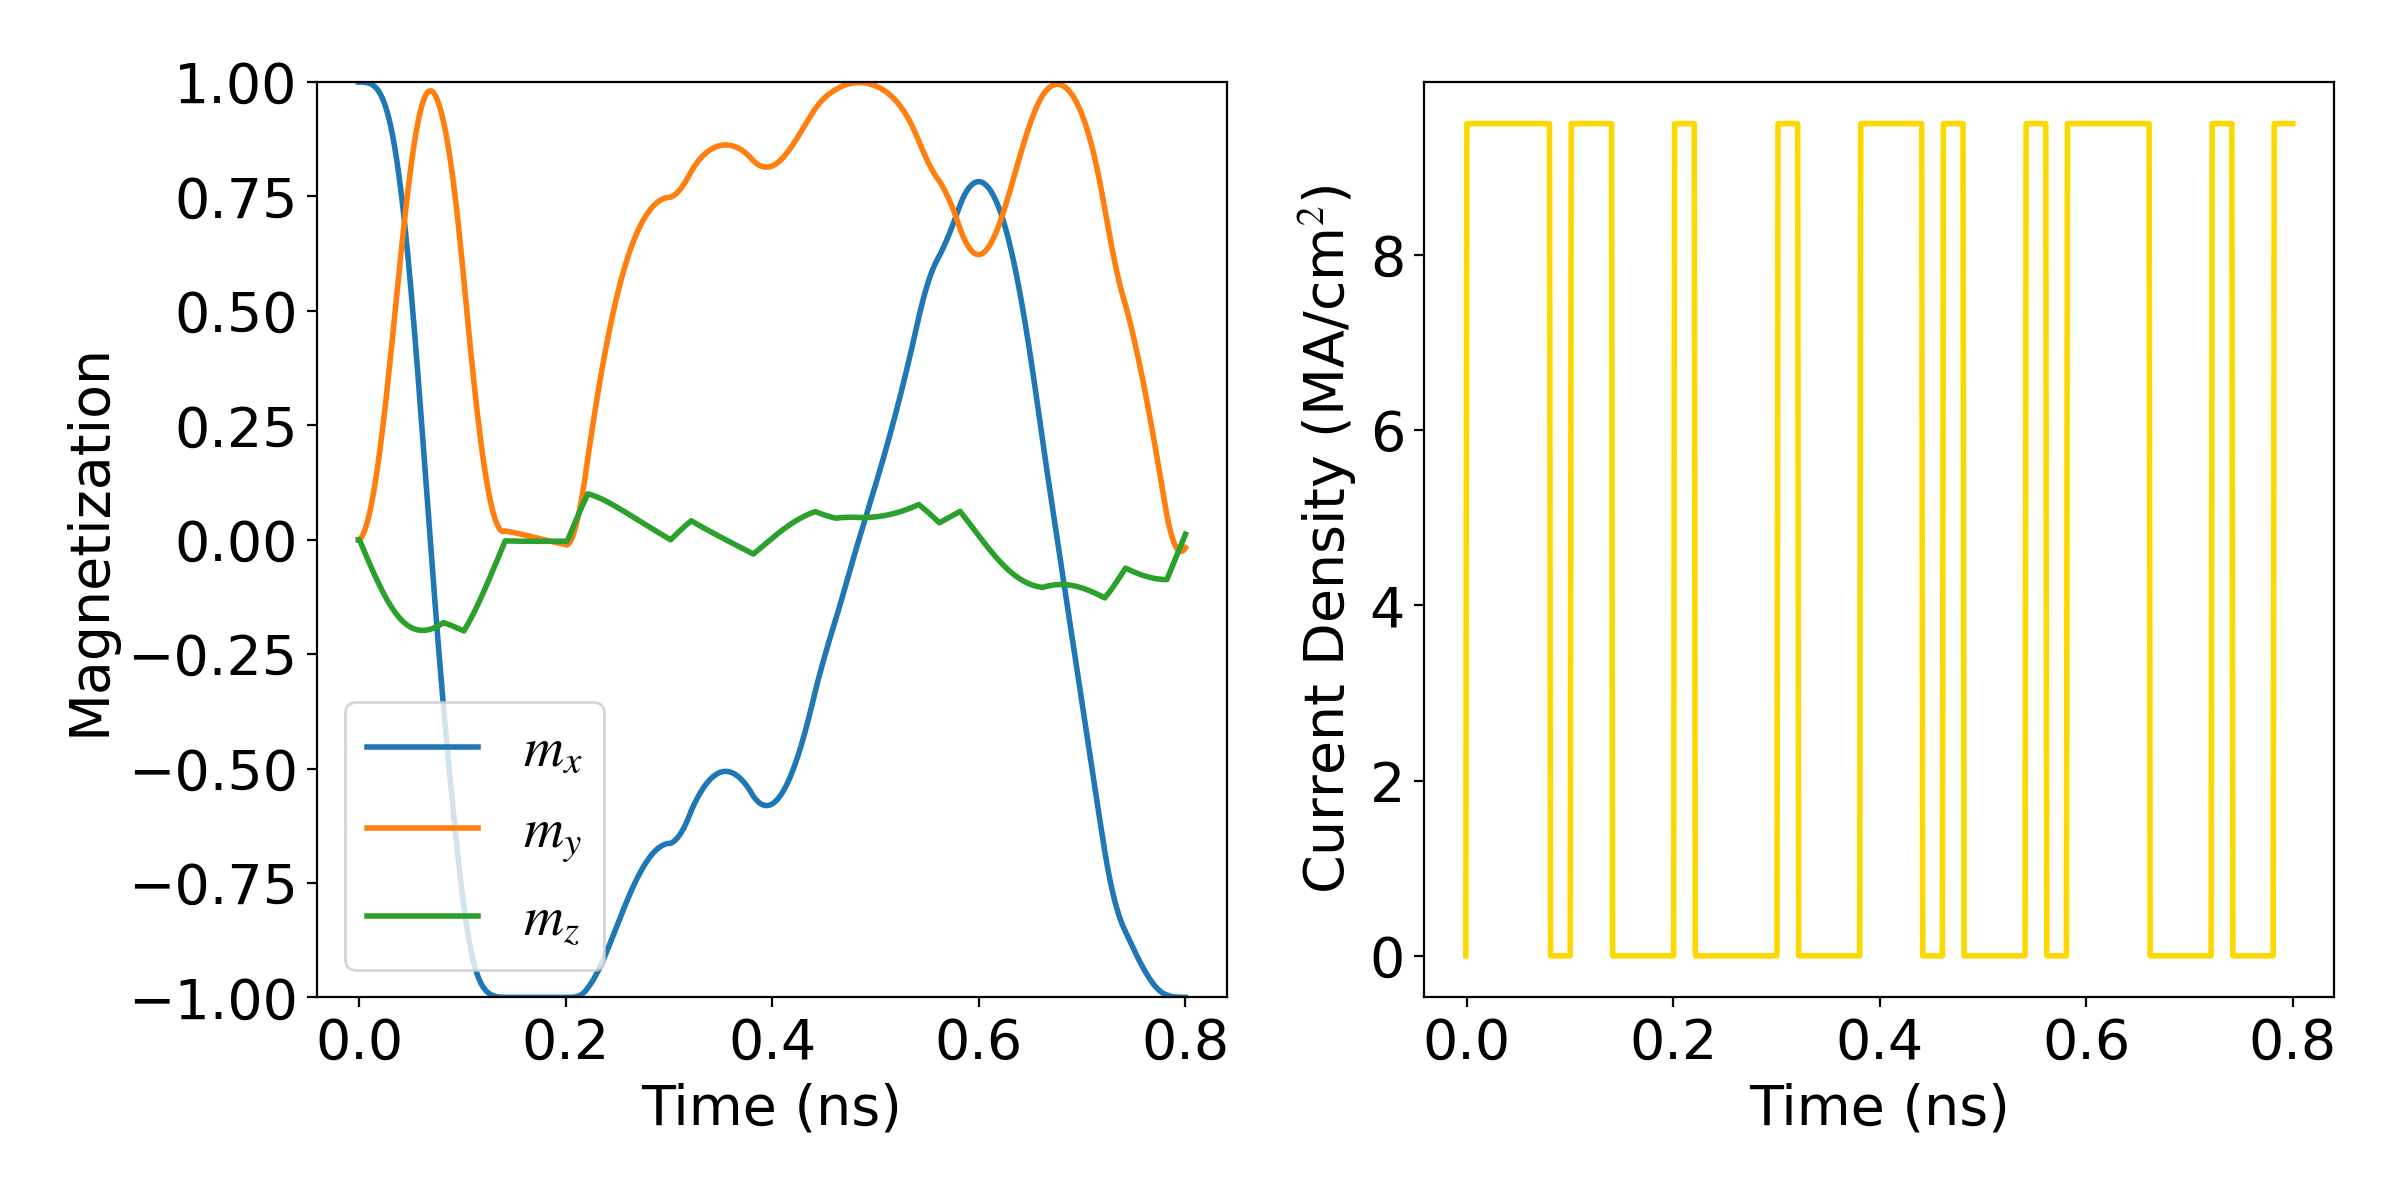 Magnetization
1.00
0.75
0.50
0.25
0.00
−0.25
−0.50
−0.75
−1.00
m_x
m_y
m_z
0.0 0.2 0.4 0.6 0.8
Time (ns)
Current Density (MA/cm²)
8
6
4
2
0
0.0 0.2 0.4 0.6 0.8
Time (ns)